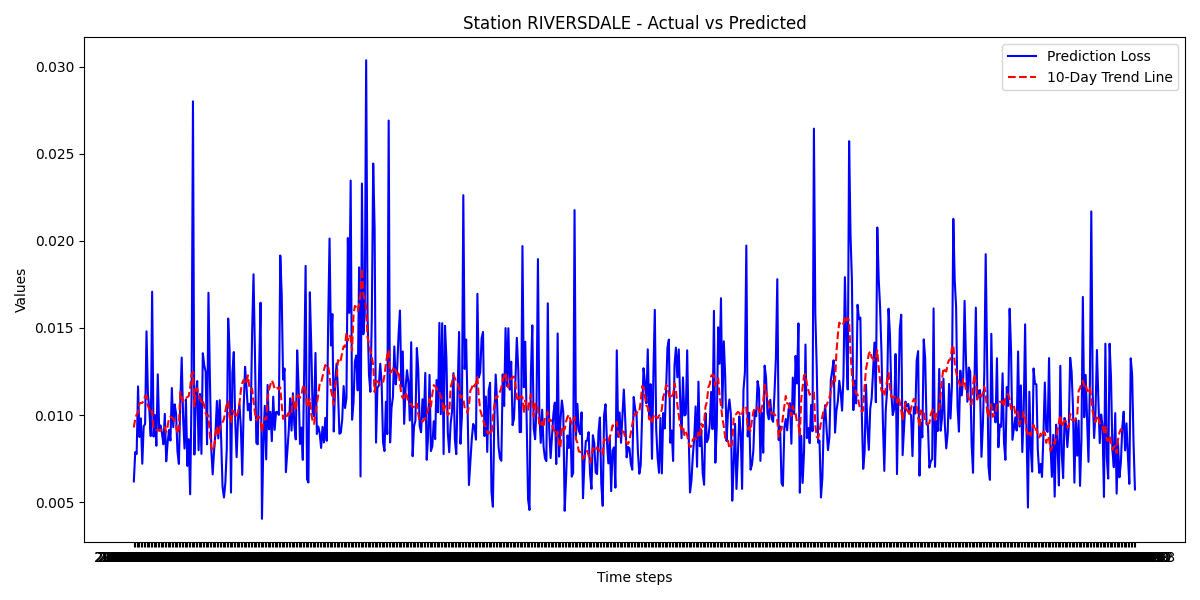 Station RIVERSDALE - Actual vs Predicted
Prediction Loss
10-Day Trend Line
0.030
0.025
0.020
0.015
0.010
0.005
Values
Time steps